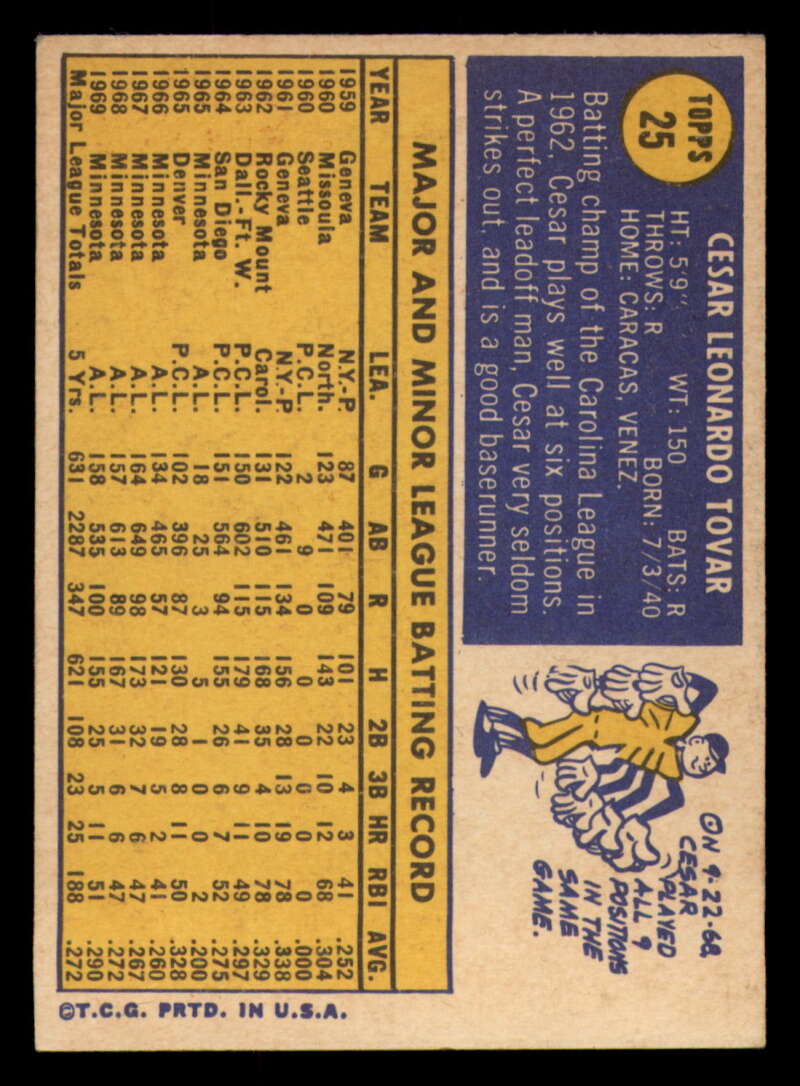 TOPPS
25
CESAR LEONARDO TOVAR
HT: 5'9" WT: 150 BATS: R
THROWS: R BORN: 7/3/40
HOME: CARACAS, VENEZ.
Batting champ of the Carolina League in
1962, Cesar plays well at six positions.
A perfect leadoff man, Cesar very seldom
strikes out, and is a good baserunner.
ON 9-22-68,
CESAR
PLAYED
ALL 9
POSITIONS
IN THE
SAME
GAME.
MAJOR AND MINOR LEAGUE BATTING RECORD
YEAR TEAM LEA. G AB R H 2B 3B HR RBI AVG.
1959 Geneva N.Y.-P 87 401 79 101 23 4 3 41 .252
1960 Missoula North. 123 471 109 143 22 10 12 68 .304
1960 Seattle P.C.L. 2 9 0 0 0 0 0 0 .000
1961 Geneva N.Y.-P. 122 461 134 156 28 13 19 78 .338
1962 Rocky Mount Carol. 131 510 115 168 35 4 10 78 .329
1963 Dall.-Ft. W. P.C.L. 150 602 115 179 41 9 11 49 .297
1964 San Diego P.C.L. 151 564 94 155 26 6 7 52 .275
1965 Minnesota A.L. 18 25 3 5 1 0 0 2 .200
1965 Denver P.C.L. 102 396 87 130 28 8 11 50 .328
1966 Minnesota A.L. 134 465 57 121 19 5 2 41 .260
1967 Minnesota A.L. 164 649 98 173 32 7 6 47 .267
1968 Minnesota A.L. 157 613 89 167 31 6 6 47 .272
1969 Minnesota A.L. 158 535 100 155 25 5 11 51 .290
Major League Totals 5 Yrs. 631 2287 347 621 108 23 25 188 .272
©T.C.G. PRTD. IN U.S.A.